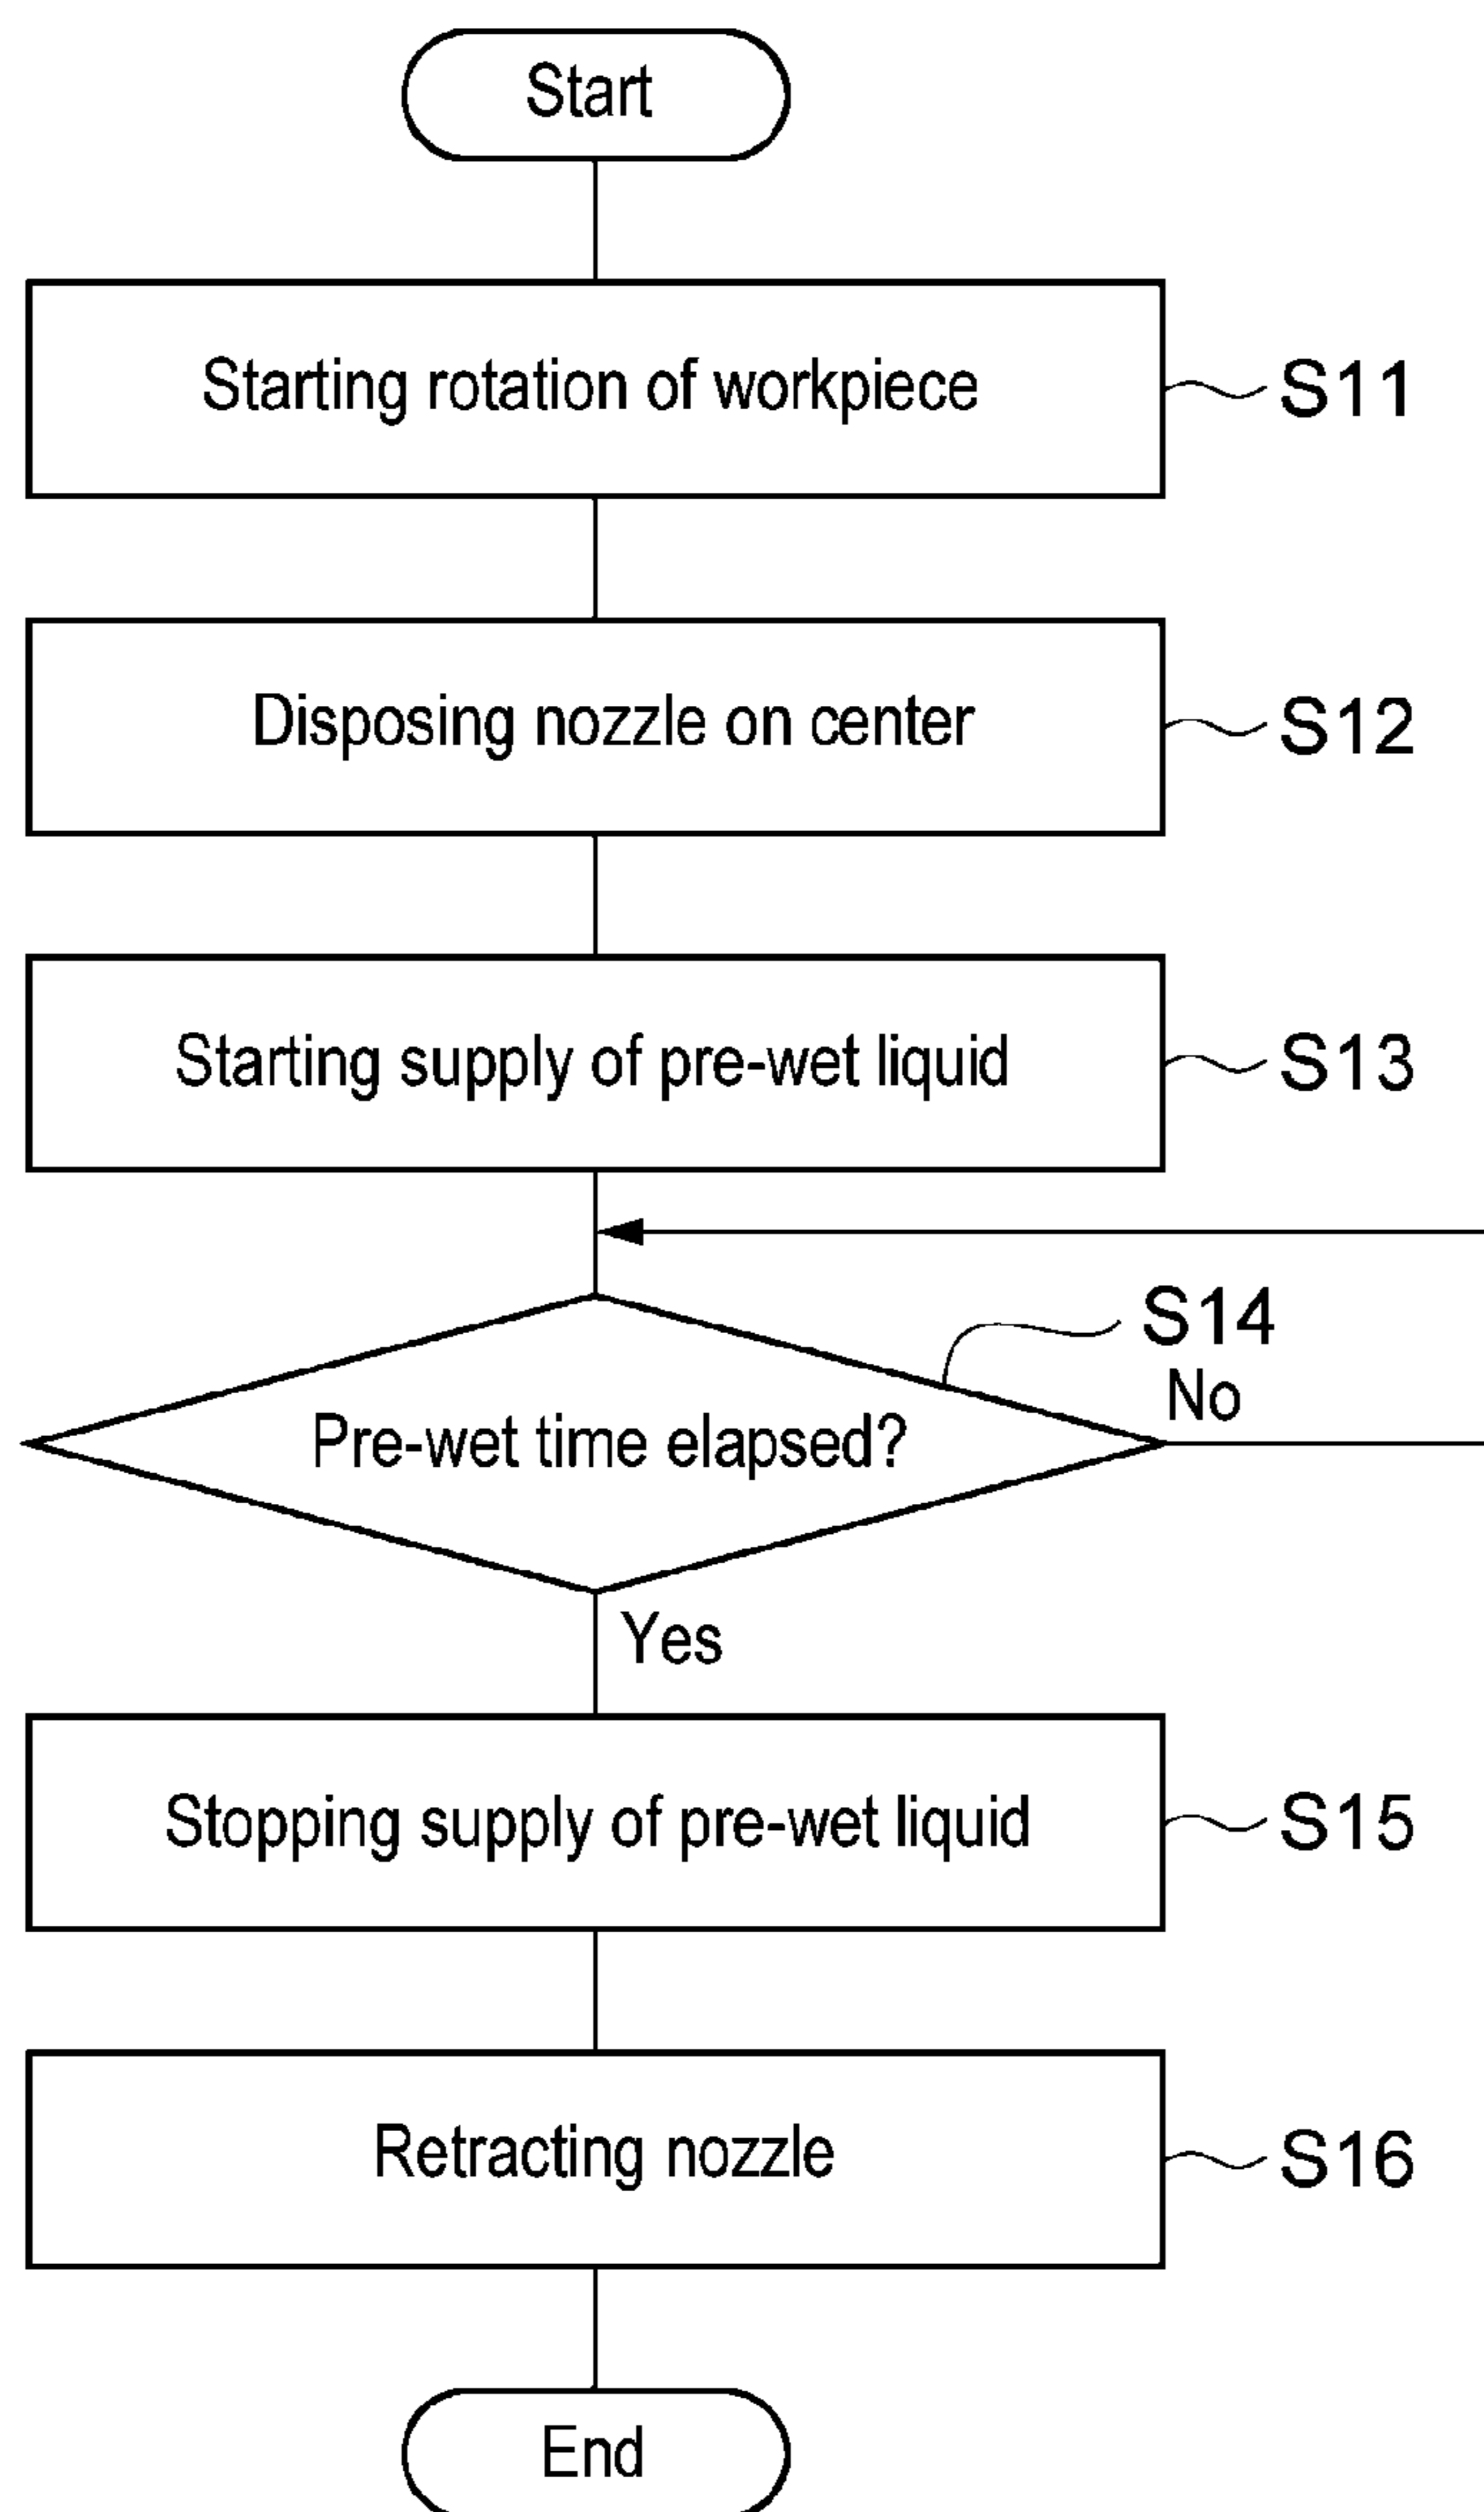 Start
Starting rotation of workpiece
S11
Disposing nozzle on center
S12
Starting supply of pre-wet liquid
S13
S14
No
Pre-wet time elapsed?
Yes
Stopping supply of pre-wet liquid
S15
Retracting nozzle
S16
End